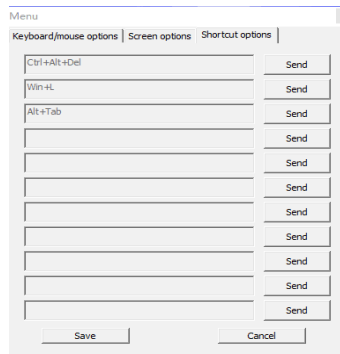 Menu
Keyboard/mouse options Screen options Shortcut options
Ctrl+Alt+Del Send
Win+L Send
Alt+Tab Send
Send
Send
Send
Send
Send
Send
Send
Send
Save Cancel